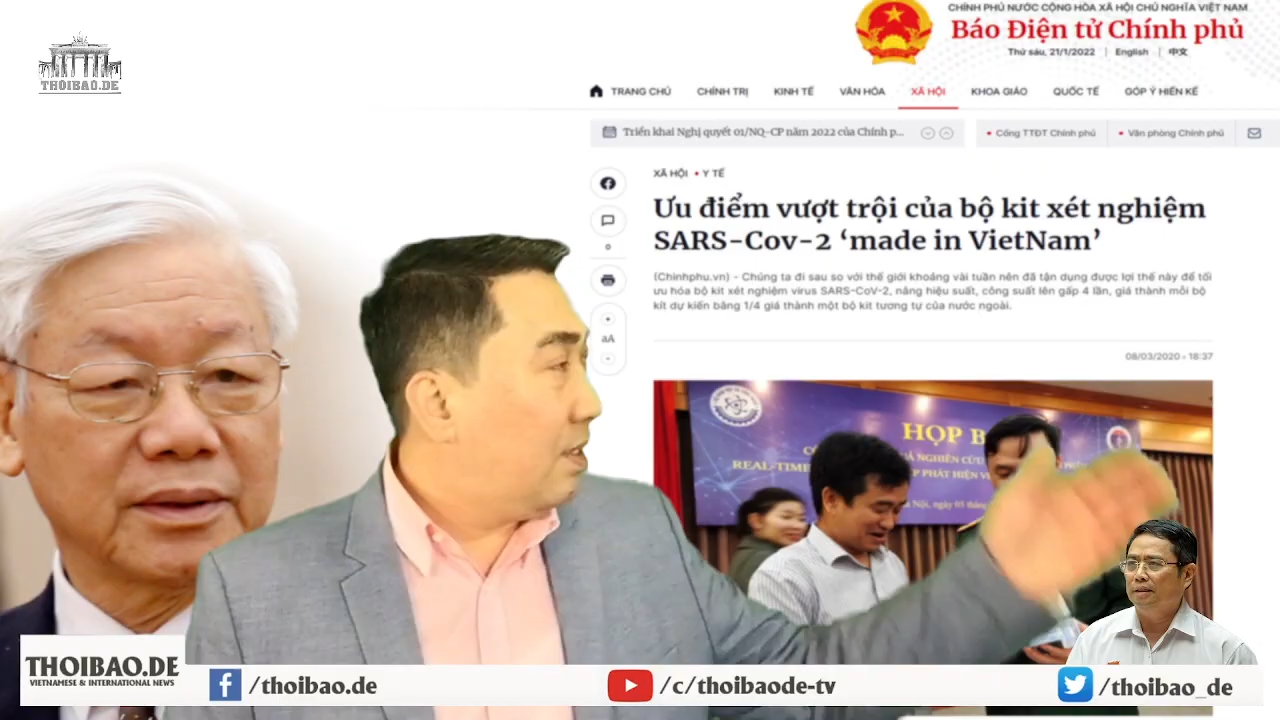 THOIBAO.DE
CHÍNH PHỦ NƯỚC CỘNG HÒA XÃ HỘI CHỦ NGHĨA VIỆT NAM
Báo Điện tử Chính phủ
Thứ sáu, 21/1/2022 | English | 中文
TRANG CHỦ CHÍNH TRỊ KINH TẾ VĂN HÓA XÃ HỘI KHOA GIÁO QUỐC TẾ GÓP Ý HIẾN KẾ
Triển khai Nghị quyết 01/NQ-CP năm 2022 của Chính p...
• Cổng TTĐT Chính phủ • Văn phòng Chính phủ
XÃ HỘI • Y TẾ
Ưu điểm vượt trội của bộ kit xét nghiệm
SARS-Cov-2 ‘made in VietNam’
0
(Chinhphu.vn) - Chúng ta đi sau so với thế giới khoảng vài tuần nên đã tận dụng được lợi thế này để tối
ưu hóa bộ kit xét nghiệm virus SARS-CoV-2, nâng hiệu suất, công suất lên gấp 4 lần, giá thành mỗi bộ
kít dự kiến bằng 1/4 giá thành một bộ kit tương tự của nước ngoài.
+
aA
-
08/03/2020 - 18:37
HỌP B
REAL-TIME
NGHIÊN CỨU
PHÁT HIỆN
Nội, ngày 05
THOIBAO.DE
VIETNAMESE & INTERNATIONAL NEWS
/thoibao.de
/c/thoibaode-tv
/thoibao_de